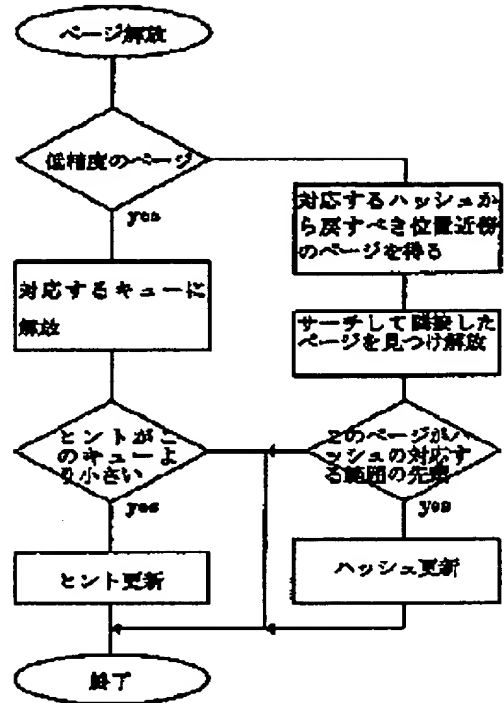 ページ解放
低精度のページ
yes
対応するキューに
解放
ヒントがこ
のキューよ
り小さい
yes
ヒント更新
対応するハッシュか
ら戻すべき位置近傍
のページを得る
サーチして隣接した
ページを見つけ解放
このページがハ
ッシュの対応す
る範囲の先頭
yes
ハッシュ更新
終了